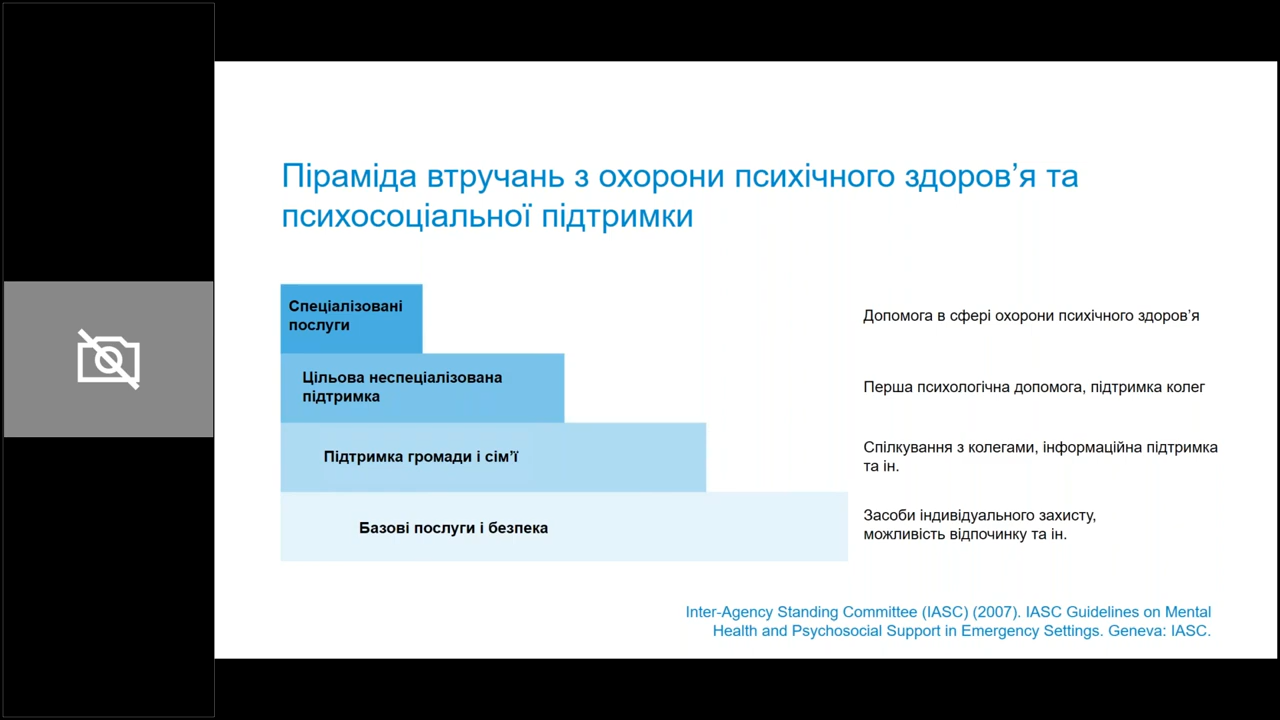 Піраміда втручань з охорони психічного здоров’я та
психосоціальної підтримки
Спеціалізовані
послуги
Допомога в сфері охорони психічного здоров’я
Цільова неспеціалізована
підтримка
Перша психологічна допомога, підтримка колег
Підтримка громади і сім’ї
Спілкування з колегами, інформаційна підтримка
та ін.
Базові послуги і безпека
Засоби індивідуального захисту,
можливість відпочинку та ін.
Inter-Agency Standing Committee (IASC) (2007). IASC Guidelines on Mental
Health and Psychosocial Support in Emergency Settings. Geneva: IASC.